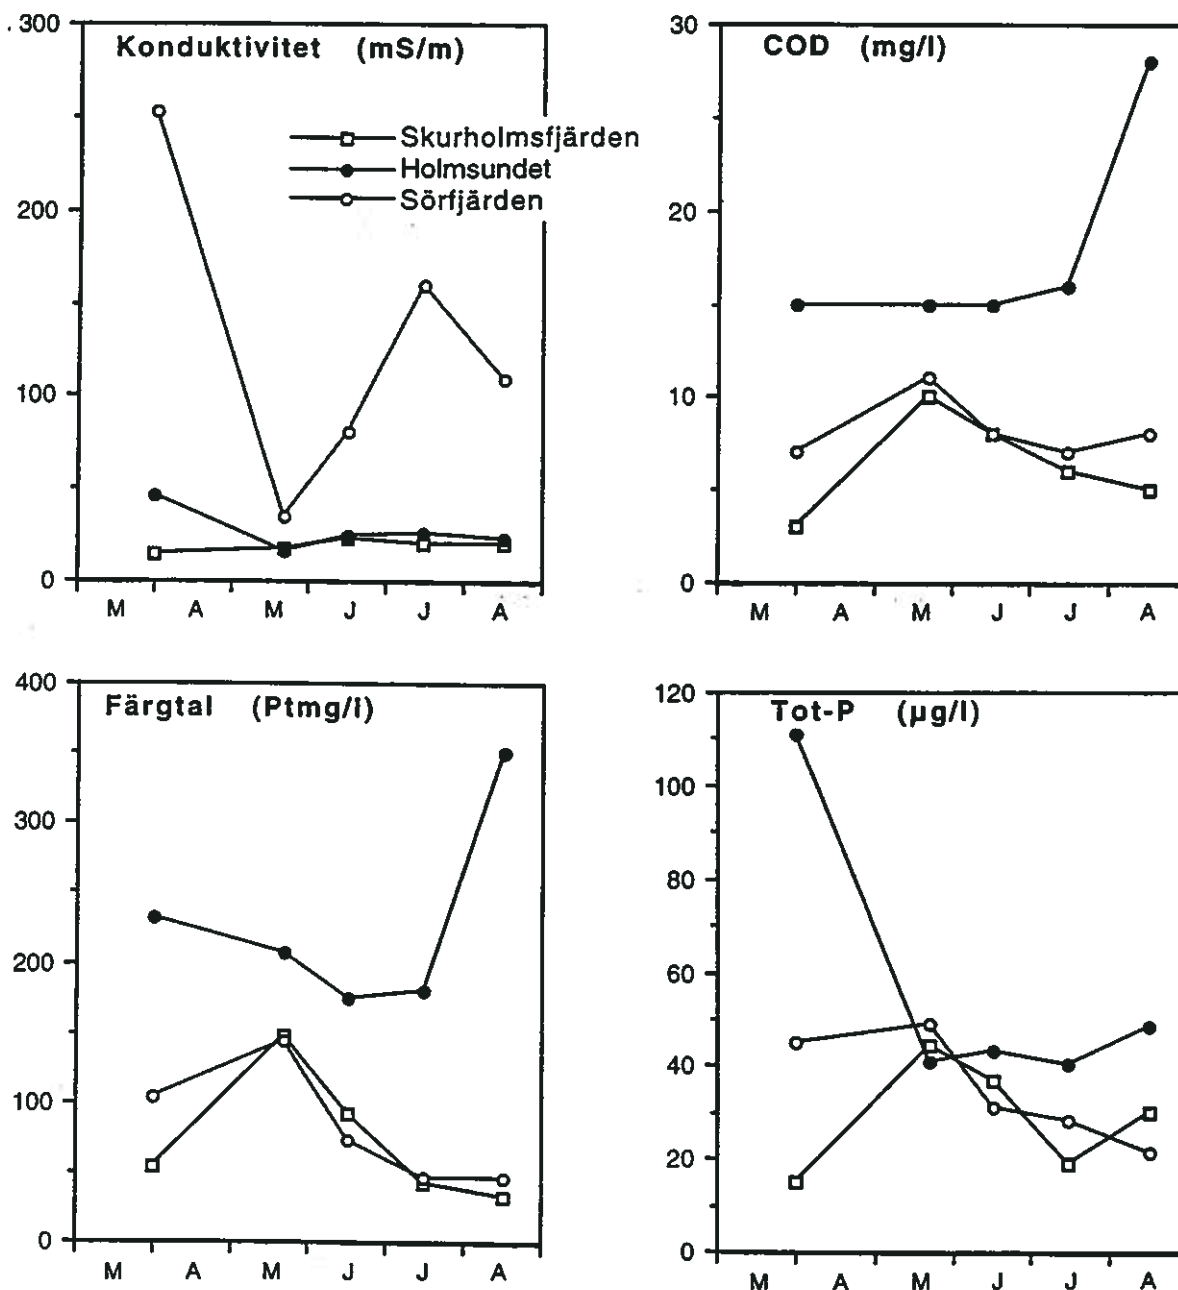 300
Konduktivitet (mS/m)
Skurholmsfjärden
Holmsundet
Sörfjärden
200
100
0
M A M J J A
30
COD (mg/l)
20
10
0
M A M J J A
400
Färgtal (Ptmg/l)
300
200
100
0
M A M J J A
120
Tot-P (µg/l)
100
80
60
40
20
0
M A M J J A